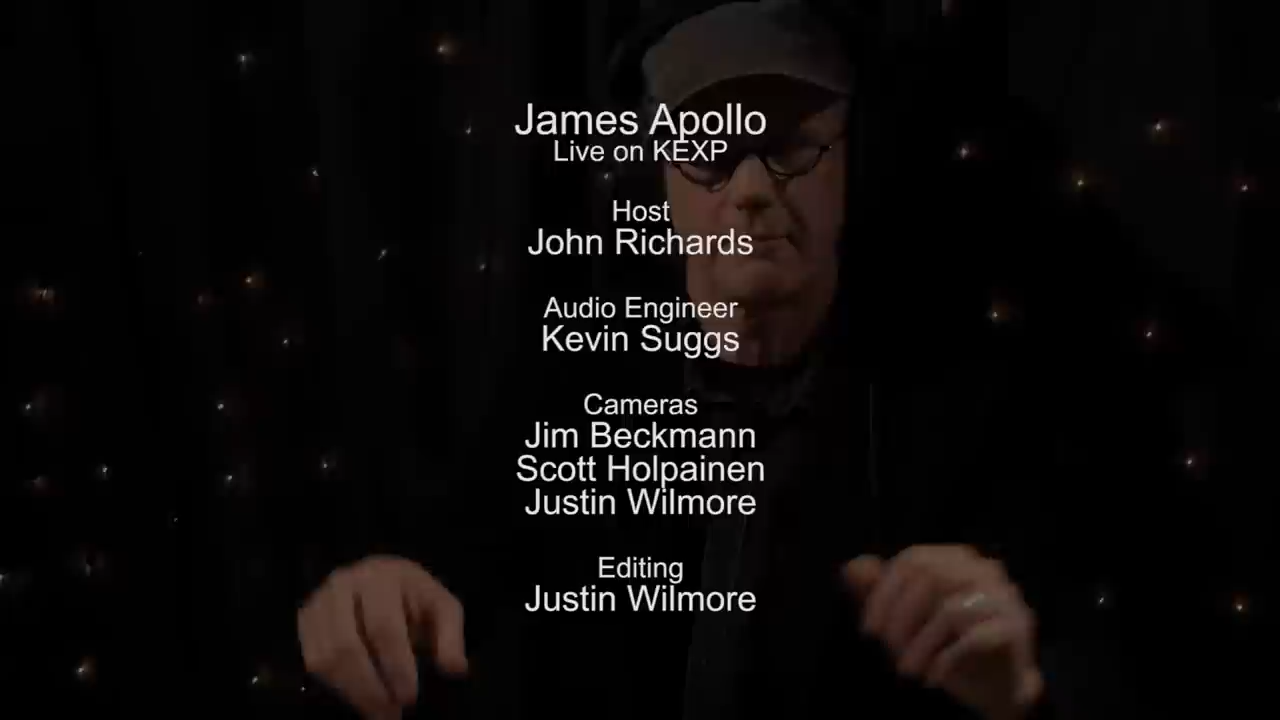 James Apollo
Live on KEXP
Host
John Richards
Audio Engineer
Kevin Suggs
Cameras
Jim Beckmann
Scott Holpainen
Justin Wilmore
Editing
Justin Wilmore